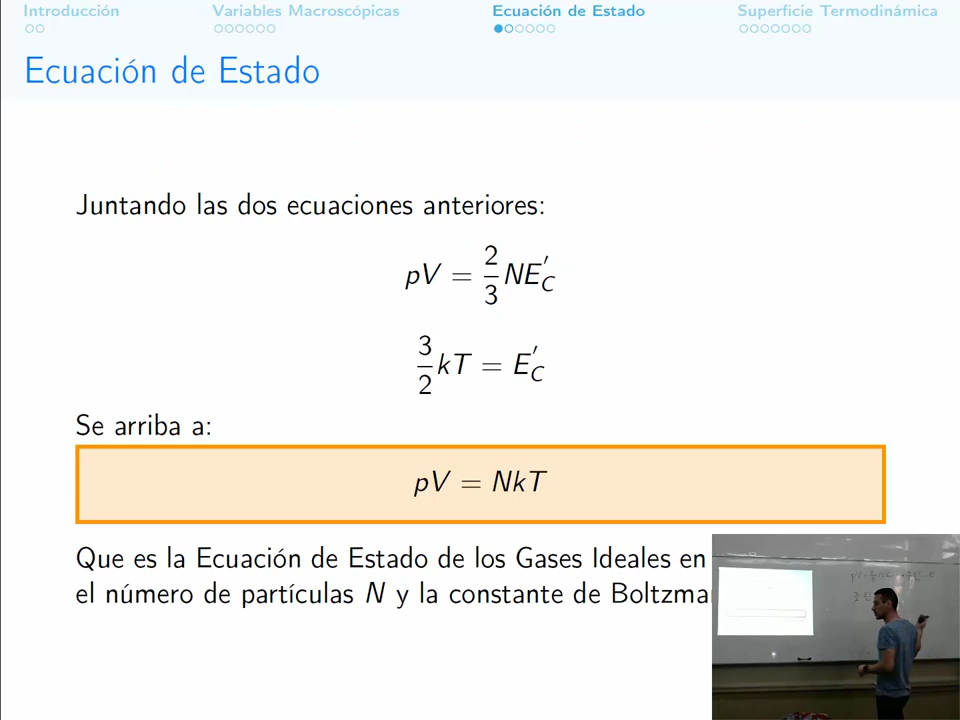 Introducción Variables Macroscópicas Ecuación de Estado Superficie Termodinámica
Ecuación de Estado
Juntando las dos ecuaciones anteriores:
pV = \frac{2}{3} N E'_C
\frac{3}{2} kT = E'_C
Se arriba a:
pV = NkT
Que es la Ecuación de Estado de los Gases Ideales en
el número de partículas N y la constante de